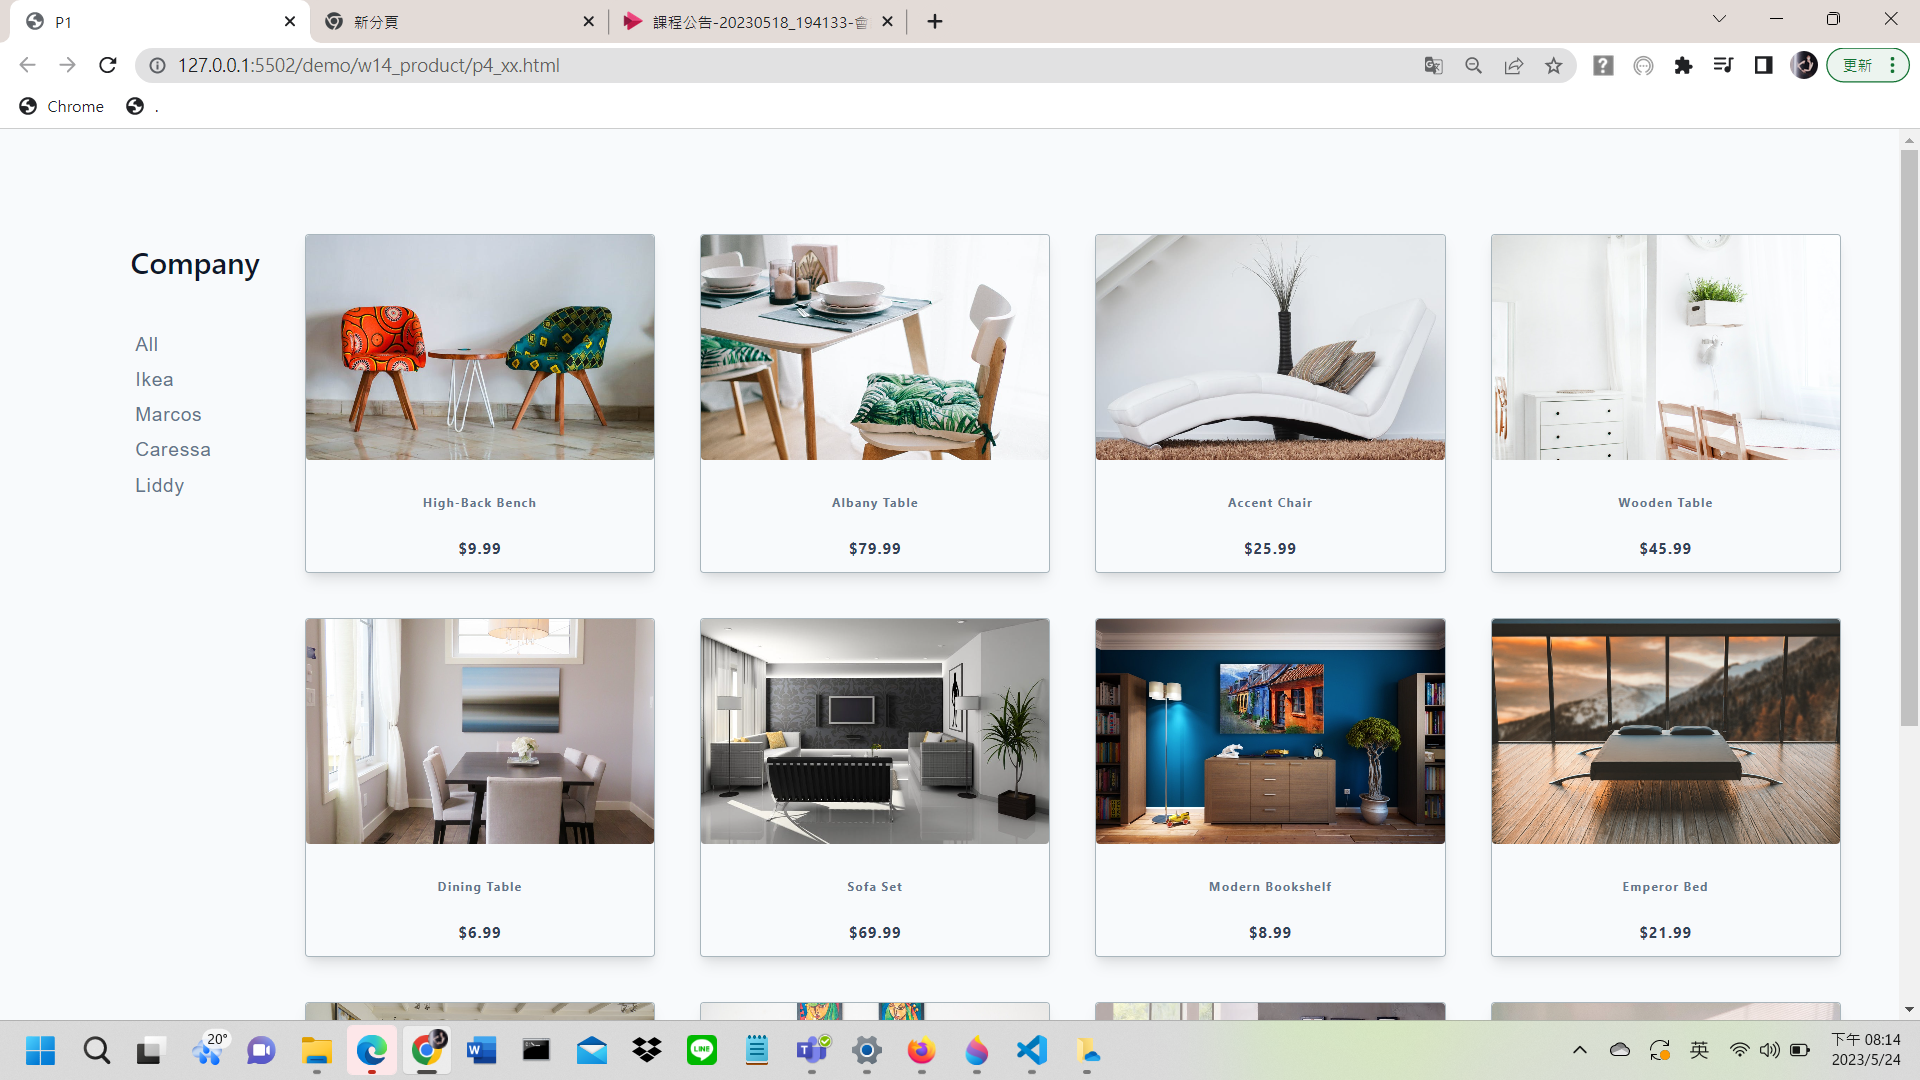 P1
新分頁
課程公告-20230518_194133-會
127.0.0.1:5502/demo/w14_product/p4_xx.html
更新
Chrome
.
Company
All
Ikea
Marcos
Caressa
Liddy
High-Back Bench
$9.99
Albany Table
$79.99
Accent Chair
$25.99
Wooden Table
$45.99
Dining Table
$6.99
Sofa Set
$69.99
Modern Bookshelf
$8.99
Emperor Bed
$21.99
20°
LINE
英
下午 08:14
2023/5/24